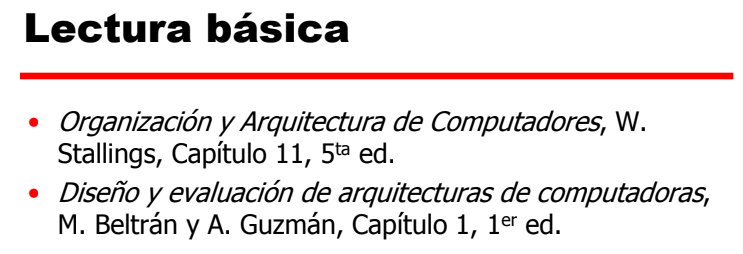 Lectura básica
• Organización y Arquitectura de Computadores, W.
Stallings, Capítulo 11, 5ta ed.
• Diseño y evaluación de arquitecturas de computadoras,
M. Beltrán y A. Guzmán, Capítulo 1, 1er ed.